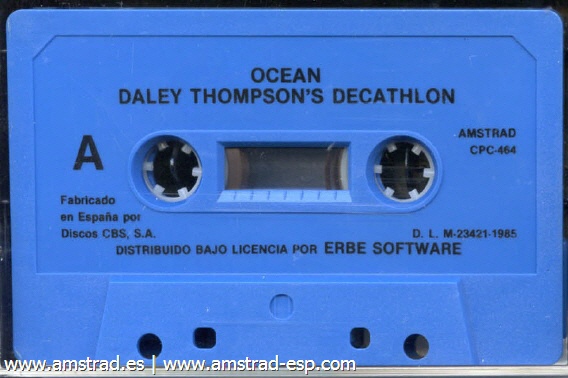 OCEAN
DALEY THOMPSON'S DECATHLON
A
AMSTRAD
CPC-464
Fabricado
en España por
Discos CBS, S.A.
D. L. M-23421-1985
DISTRIBUIDO BAJO LICENCIA POR ERBE SOFTWARE
www.amstrad.es | www.amstrad-esp.com